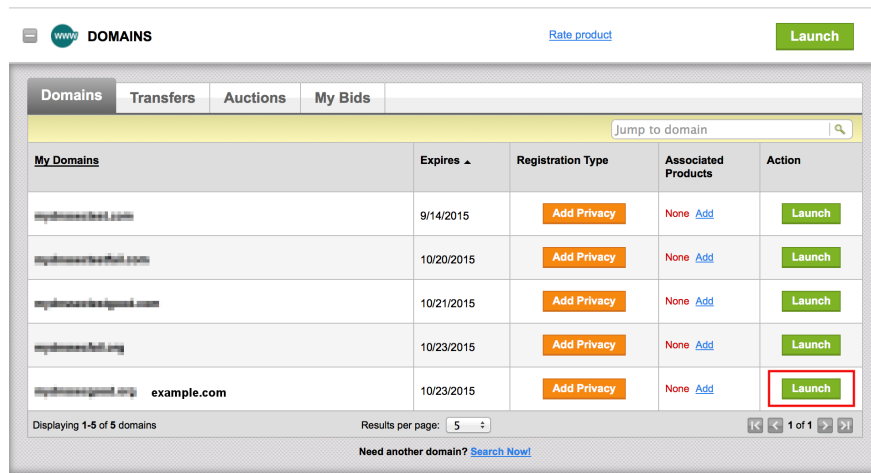 www DOMAINS Rate product Launch
Domains Transfers Auctions My Bids
Jump to domain
My Domains Expires Registration Type Associated Products Action
9/14/2015 Add Privacy None Add Launch
10/20/2015 Add Privacy None Add Launch
10/21/2015 Add Privacy None Add Launch
10/23/2015 Add Privacy None Add Launch
example.com 10/23/2015 Add Privacy None Add Launch
Displaying 1-5 of 5 domains Results per page: 5 1 of 1
Need another domain? Search Now!